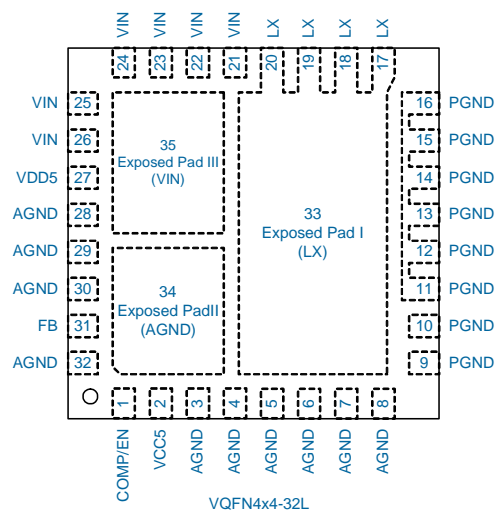 VIN
VIN
VIN
VIN
LX
LX
LX
LX
24
23
22
21
20
19
18
17
VIN 25
VIN 26
VDD5 27
AGND 28
AGND 29
AGND 30
FB 31
AGND 32
35
Exposed Pad III
(VIN)
34
Exposed PadII
(AGND)
33
Exposed Pad I
(LX)
16 PGND
15 PGND
14 PGND
13 PGND
12 PGND
11 PGND
10 PGND
9 PGND
1
2
3
4
5
6
7
8
COMP/EN
VCC5
AGND
AGND
AGND
AGND
AGND
AGND
VQFN4x4-32L